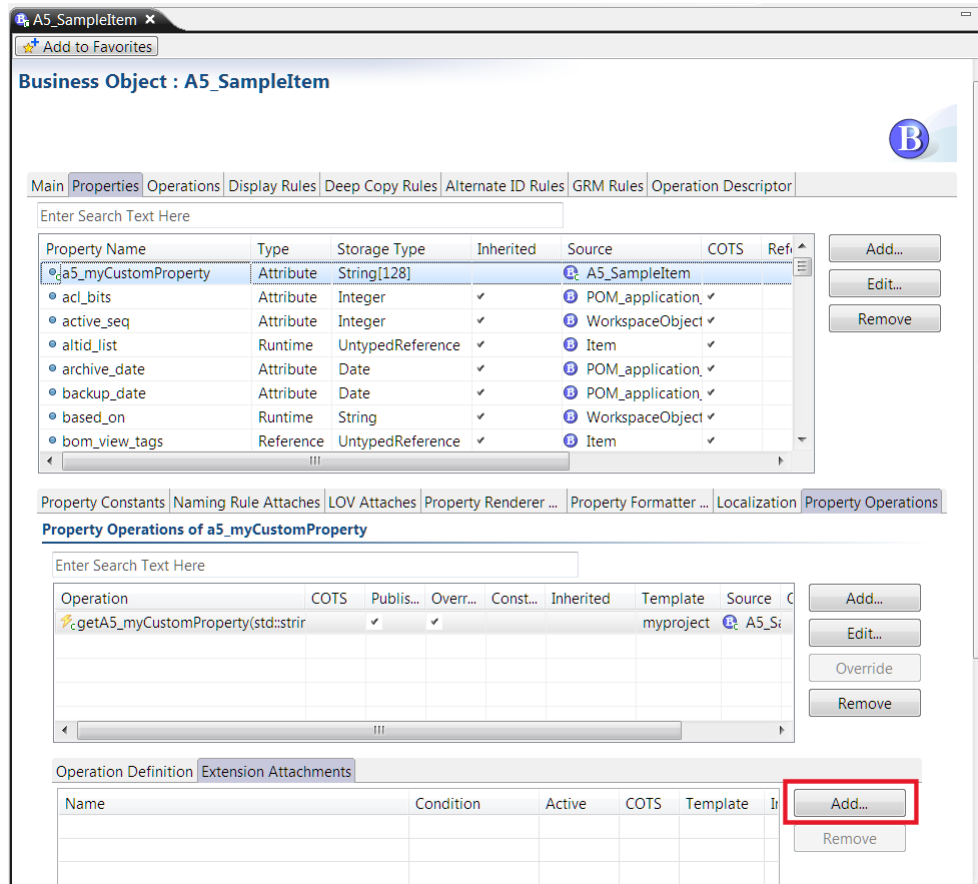 A5_SampleItem
Add to Favorites
Business Object : A5_SampleItem
B
Main Properties Operations Display Rules Deep Copy Rules Alternate ID Rules GRM Rules Operation Descriptor
Enter Search Text Here
Property Name Type Storage Type Inherited Source COTS Refe
Add...
a5_myCustomProperty Attribute String[128] A5_SampleItem
Edit...
acl_bits Attribute Integer ✔ POM_application_ ✔
active_seq Attribute Integer ✔ WorkspaceObject ✔
Remove
altid_list Runtime UntypedReference ✔ Item ✔
archive_date Attribute Date ✔ POM_application_ ✔
backup_date Attribute Date ✔ POM_application_ ✔
based_on Runtime String ✔ WorkspaceObject ✔
bom_view_tags Reference UntypedReference ✔ Item ✔
Property Constants Naming Rule Attaches LOV Attaches Property Renderer ... Property Formatter ... Localization Property Operations
Property Operations of a5_myCustomProperty
Enter Search Text Here
Operation COTS Publis... Overr... Const... Inherited Template Source C
Add...
getA5_myCustomProperty(std::strir ✔ ✔ myproject A5_Sa
Edit...
Override
Remove
Operation Definition Extension Attachments
Name Condition Active COTS Template In
Add...
Remove